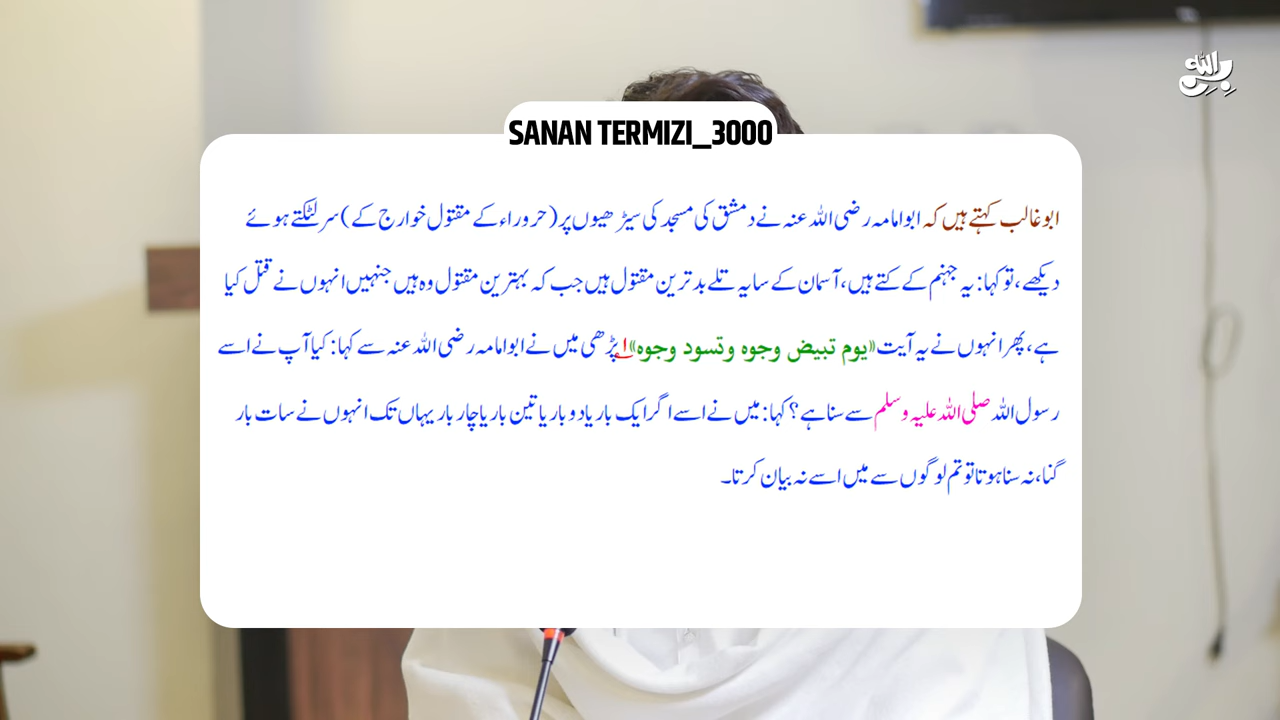 بسم الله
SANAN TERMIZI_3000
ابوغالب کہتے ہیں کہ ابوامامہ رضی الله عنہ نے دمشق کی مسجد کی سیڑھیوں پر (حروراء کے مقتول خوارج کے) سر لٹکتے ہوئے
دیکھے، تو کہا: یہ جہنم کے کتے ہیں، آسمان کے سایہ تلے بدترین مقتول ہیں جب کہ بہترین مقتول وہ ہیں جنہیں انہوں نے قتل کیا
ہے، پھر انہوں نے یہ آیت «يوم تبيض وجوه وتسود وجوه» ۱؎ پڑھی میں نے ابوامامہ رضی الله عنہ سے کہا: کیا آپ نے اسے
رسول اللہ صلی اللہ علیہ وسلم سے سنا ہے؟ کہا: میں نے اسے اگر ایک بار یا دو بار یا تین بار یا چار بار یہاں تک انہوں نے سات بار
گنا، نہ سنا ہوتا تو تم لوگوں سے میں اسے نہ بیان کرتا۔